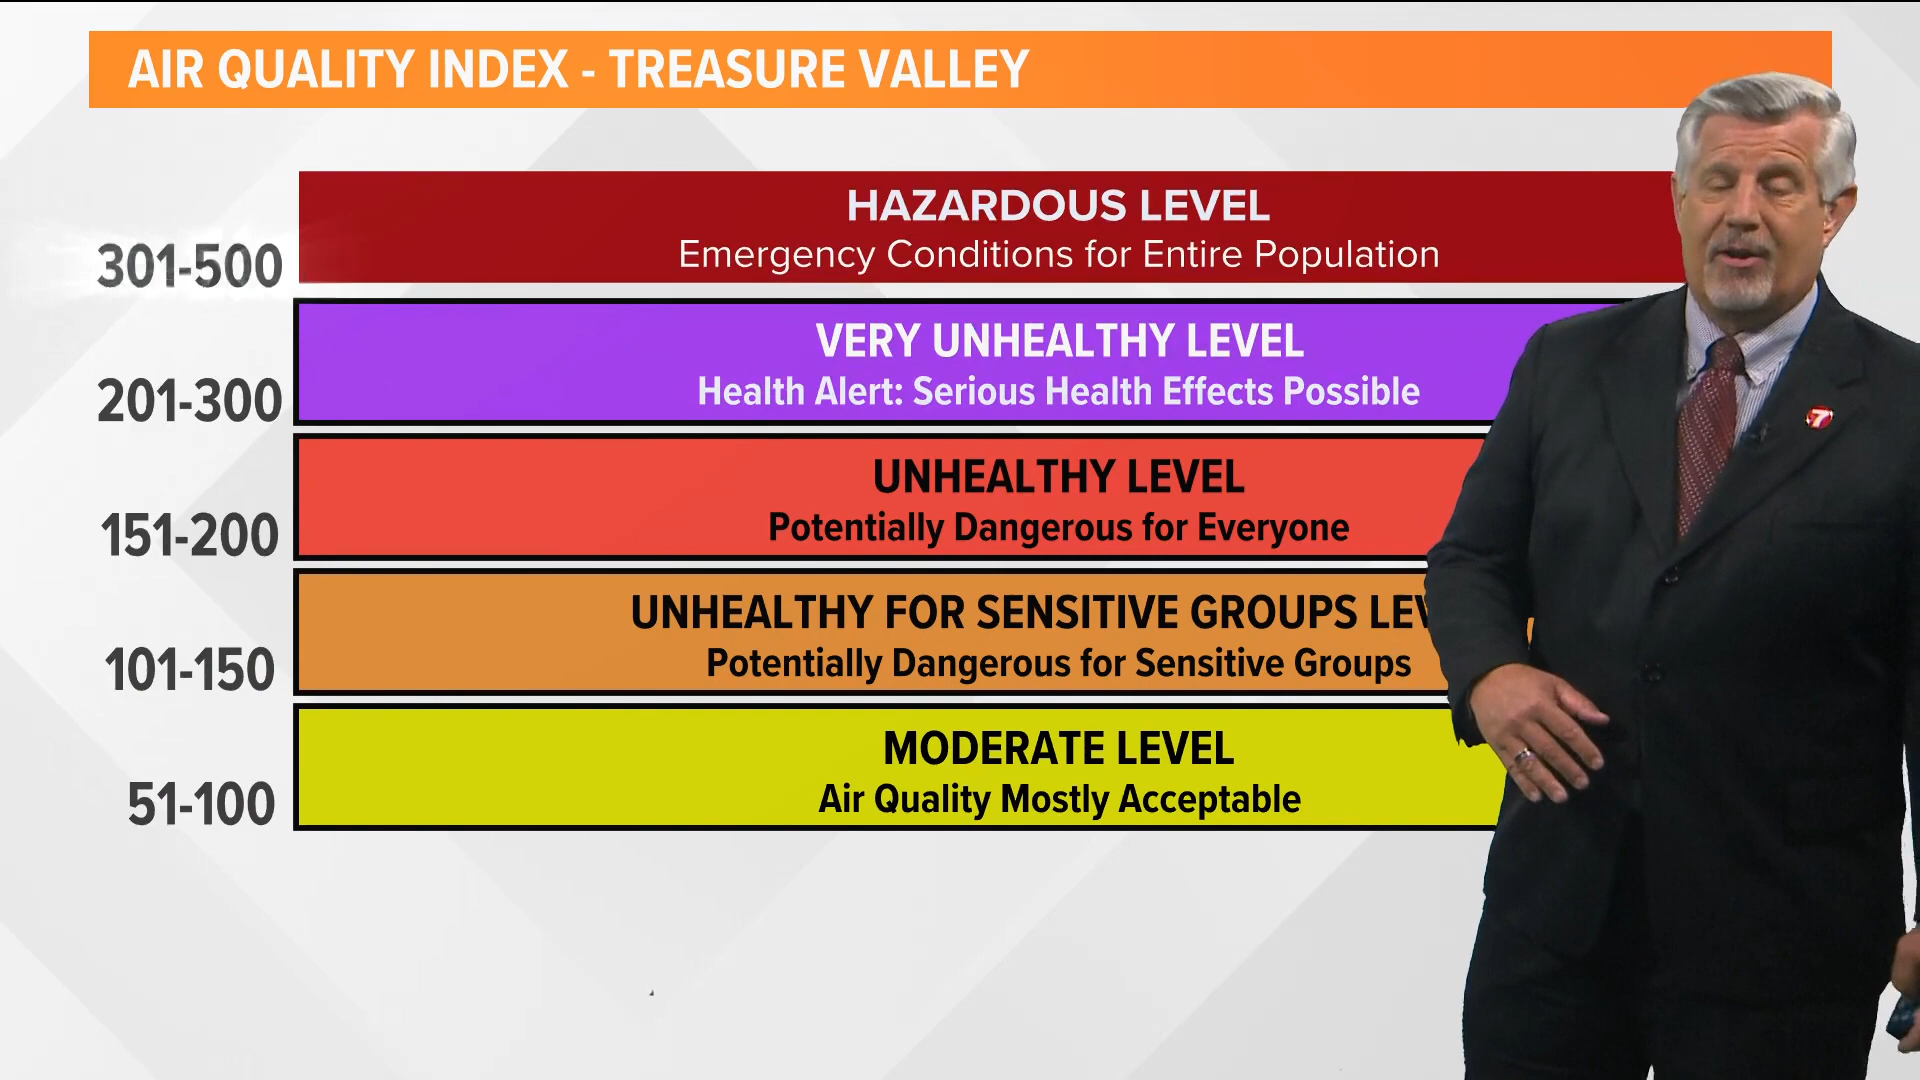 AIR QUALITY INDEX - TREASURE VALLEY
301-500
HAZARDOUS LEVEL
Emergency Conditions for Entire Population
201-300
VERY UNHEALTHY LEVEL
Health Alert: Serious Health Effects Possible
151-200
UNHEALTHY LEVEL
Potentially Dangerous for Everyone
101-150
UNHEALTHY FOR SENSITIVE GROUPS LEV
Potentially Dangerous for Sensitive Groups
51-100
MODERATE LEVEL
Air Quality Mostly Acceptable
7